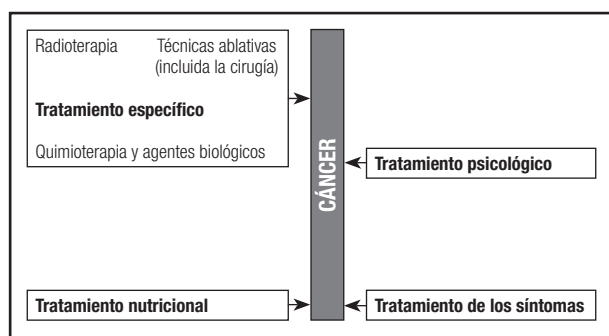 Radioterapia Técnicas ablativas
(incluida la cirugía)
Tratamiento específico
Quimioterapia y agentes biológicos
CÁNCER
Tratamiento psicológico
Tratamiento nutricional
Tratamiento de los síntomas